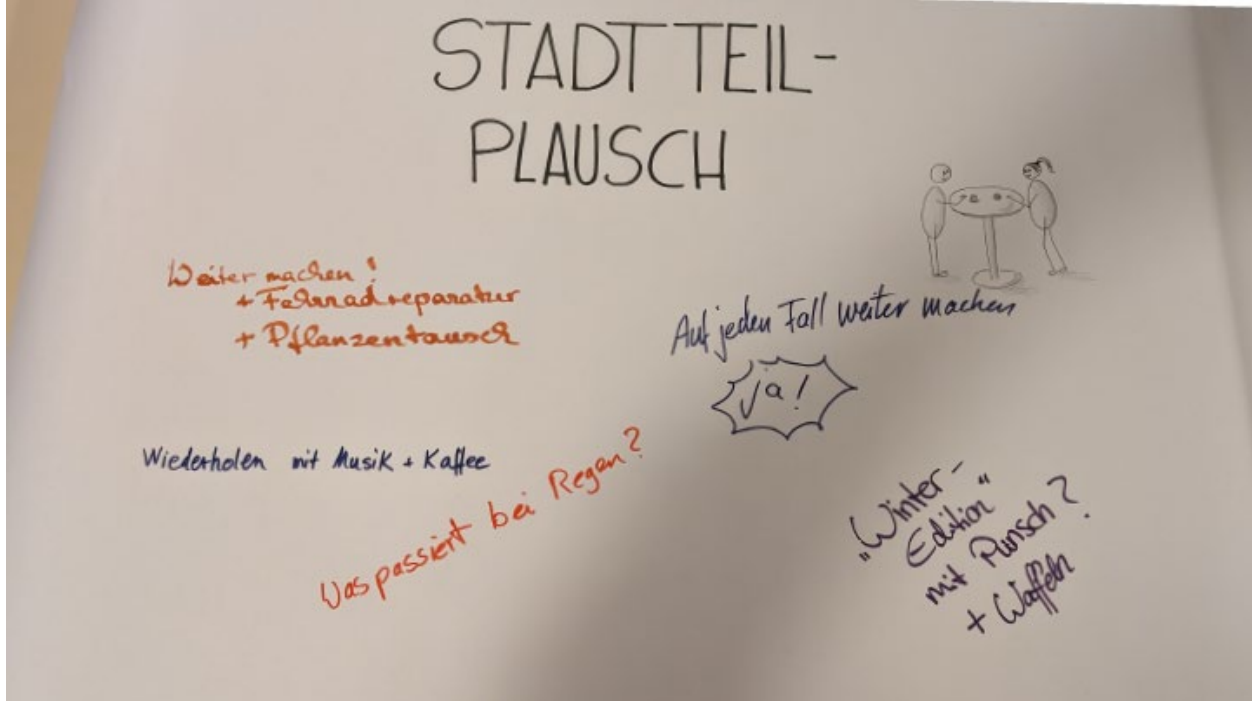 STADTTEIL-
PLAUSCH
Weiter machen!
+ Fahrradreparatur
+ Pflanzentausch
Auf jeden Fall weiter machen
Ja!
Wiederholen mit Musik + Kaffee
Was passiert bei Regen?
„Winter-
Edition“
mit Punsch?
+ Waffeln